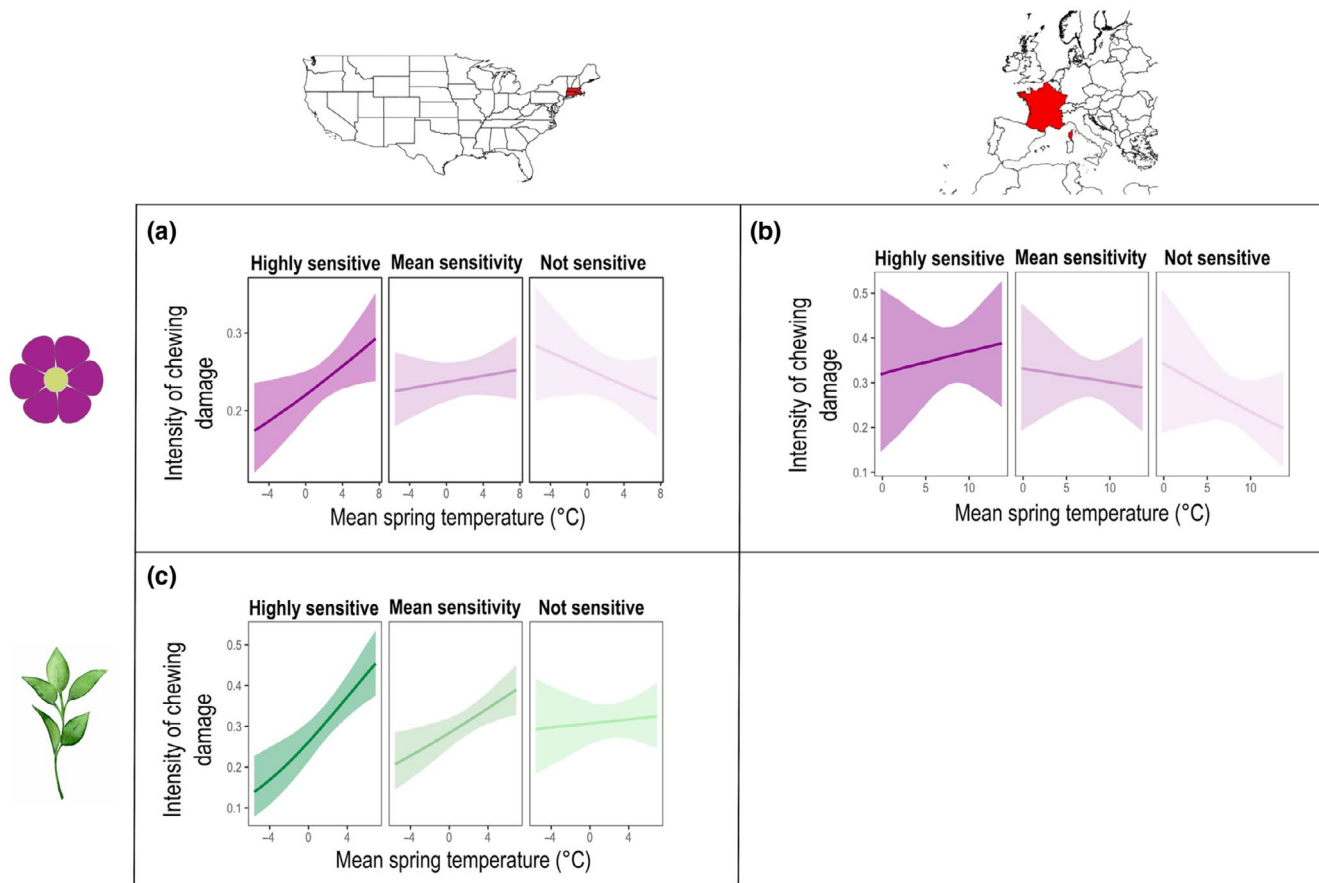 (a)
Highly sensitive Mean sensitivity Not sensitive
Intensity of chewing
damage
0.3
0.2
−4 0 4 8 −4 0 4 8 −4 0 4 8
Mean spring temperature (°C)
(b)
Highly sensitive Mean sensitivity Not sensitive
Intensity of chewing
damage
0.5
0.4
0.3
0.2
0.1
0 5 10 0 5 10 0 5 10
Mean spring temperature (°C)
(c)
Highly sensitive Mean sensitivity Not sensitive
Intensity of chewing
damage
0.5
0.4
0.3
0.2
0.1
−4 0 4 −4 0 4 −4 0 4
Mean spring temperature (°C)